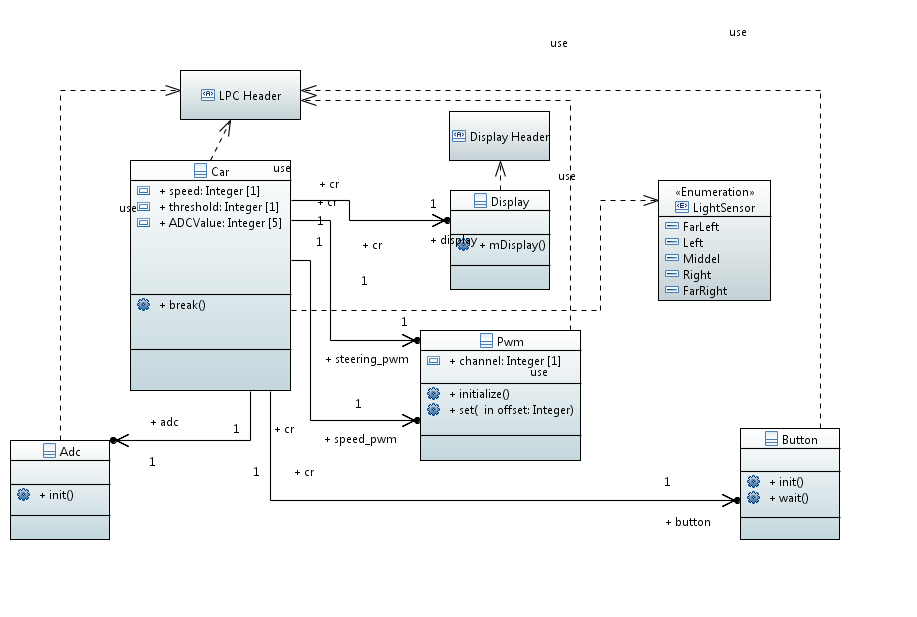 use
use
LPC Header
Display Header
Car
use
+ speed: Integer [1]
+ threshold: Integer [1]
+ ADCValue: Integer [5]
use
+ break()
+ cr
+ cr
1
1
+ cr
1
1
+ display
Display
+ mDisplay()
use
«Enumeration»
LightSensor
FarLeft
Left
Middel
Right
FarRight
1
+ steering_pwm
Pwm
+ channel: Integer [1]
use
+ initialize()
+ set( in offset: Integer)
1
+ speed_pwm
+ adc
1
+ cr
1
1
+ cr
Adc
+ init()
1
+ button
Button
+ init()
+ wait()